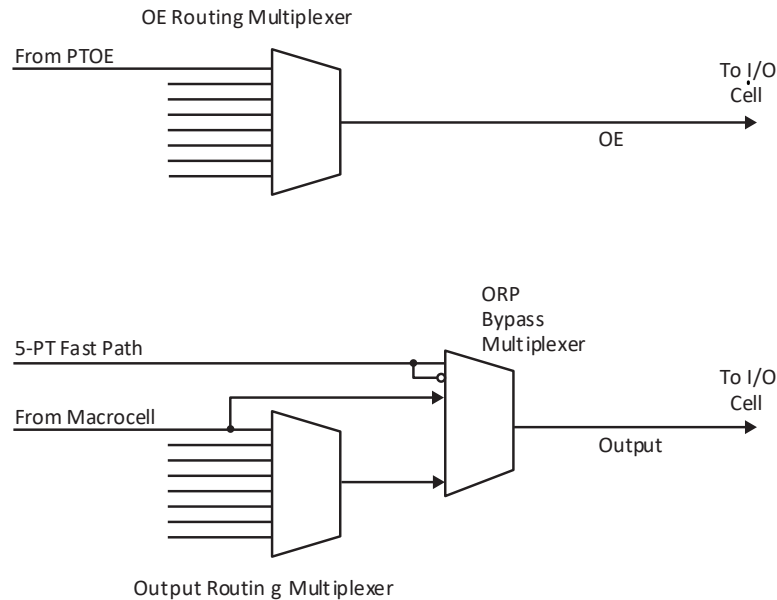 OE Routing Multiplexer
From PTOE
To I/O
Cell
OE
ORP
Bypass
Multiplexer
5-PT Fast Path
To I/O
Cell
From Macrocell
Output
Output Routin g Multiplexer